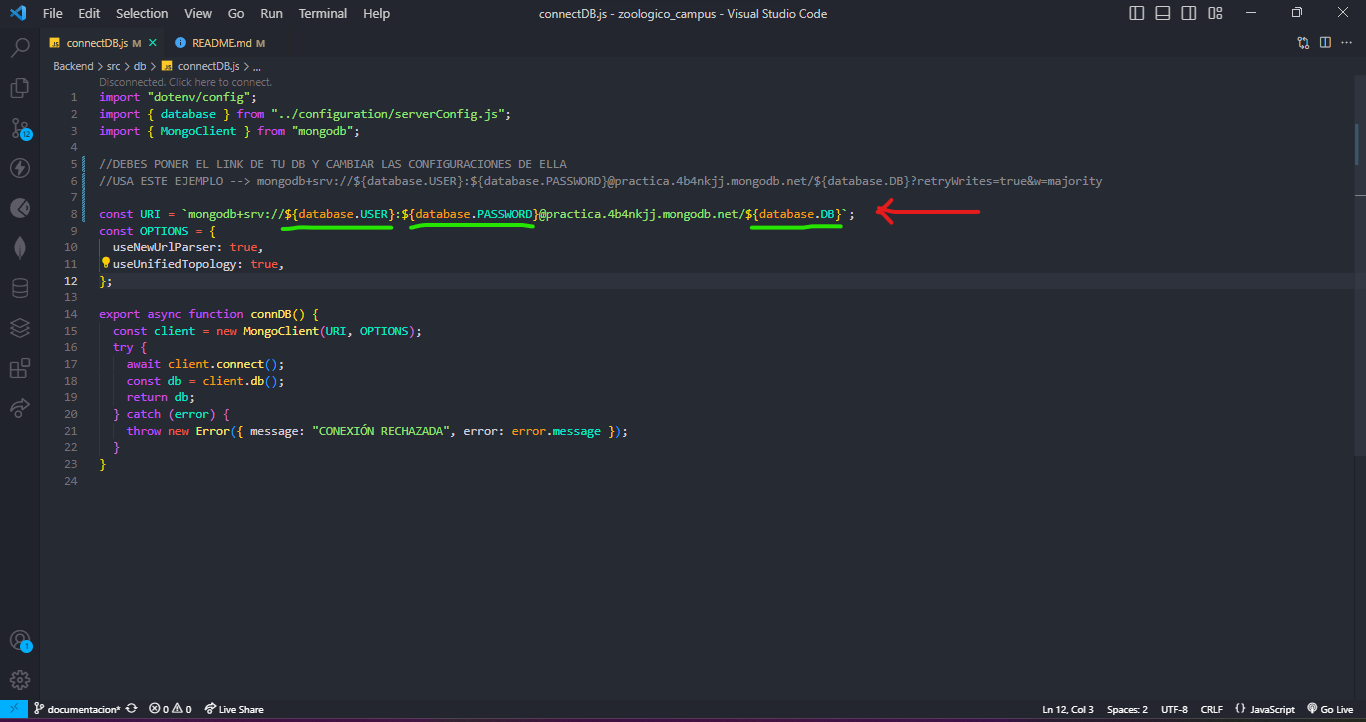 File Edit Selection View Go Run Terminal Help connectDB.js - zoologico_campus - Visual Studio Code
connectDB.js M README.md M
Backend > src > db > connectDB.js > ...
Disconnected. Click here to connect.
1 import "dotenv/config";
2 import { database } from "../configuration/serverConfig.js";
3 import { MongoClient } from "mongodb";
4
5 //DEBES PONER EL LINK DE TU DB Y CAMBIAR LAS CONFIGURACIONES DE ELLA
6 //USA ESTE EJEMPLO --> mongodb+srv://${database.USER}:${database.PASSWORD}@practica.4b4nkjj.mongodb.net/${database.DB}?retryWrites=true&w=majority
7
8 const URI = `mongodb+srv://${database.USER}:${database.PASSWORD}@practica.4b4nkjj.mongodb.net/${database.DB}`;
9 const OPTIONS = {
10 useNewUrlParser: true,
11 useUnifiedTopology: true,
12 };
13
14 export async function connDB() {
15 const client = new MongoClient(URI, OPTIONS);
16 try {
17 await client.connect();
18 const db = client.db();
19 return db;
20 } catch (error) {
21 throw new Error({ message: "CONEXIÓN RECHAZADA", error: error.message });
22 }
23 }
24
12
1
documentacion* 0 0 Live Share Ln 12, Col 3 Spaces: 2 UTF-8 CRLF {} JavaScript Go Live